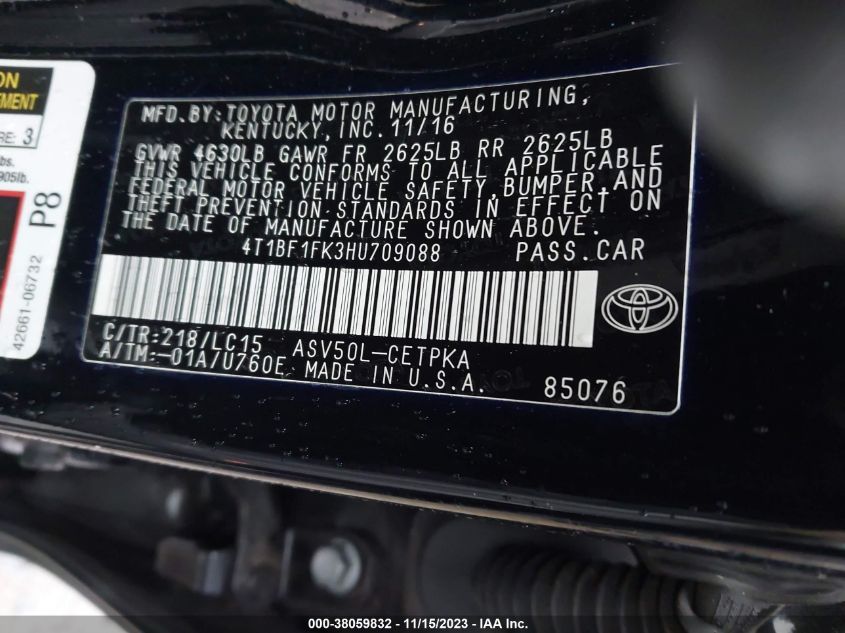 ON
EMENT
RE: 3
bs.
905lb.
P8
42661-06732
MFD.BY:TOYOTA MOTOR MANUFACTURING,
KENTUCKY,INC.11/16
GVWR 4630LB GAWR FR 2625LB RR 2625LB
THIS VEHICLE CONFORMS TO ALL APPLICABLE
FEDERAL MOTOR VEHICLE SAFETY,BUMPER,AND
THEFT PREVENTION STANDARDS IN EFFECT ON
THE DATE OF MANUFACTURE SHOWN ABOVE.
4T1BF1FK3HU709088 PASS.CAR
C/TR:218/LC15 ASV50L-CETPKA
A/TM:-01A/U760E MADE IN U.S.A.
85076
000-38059832 - 11/15/2023 - IAA Inc.